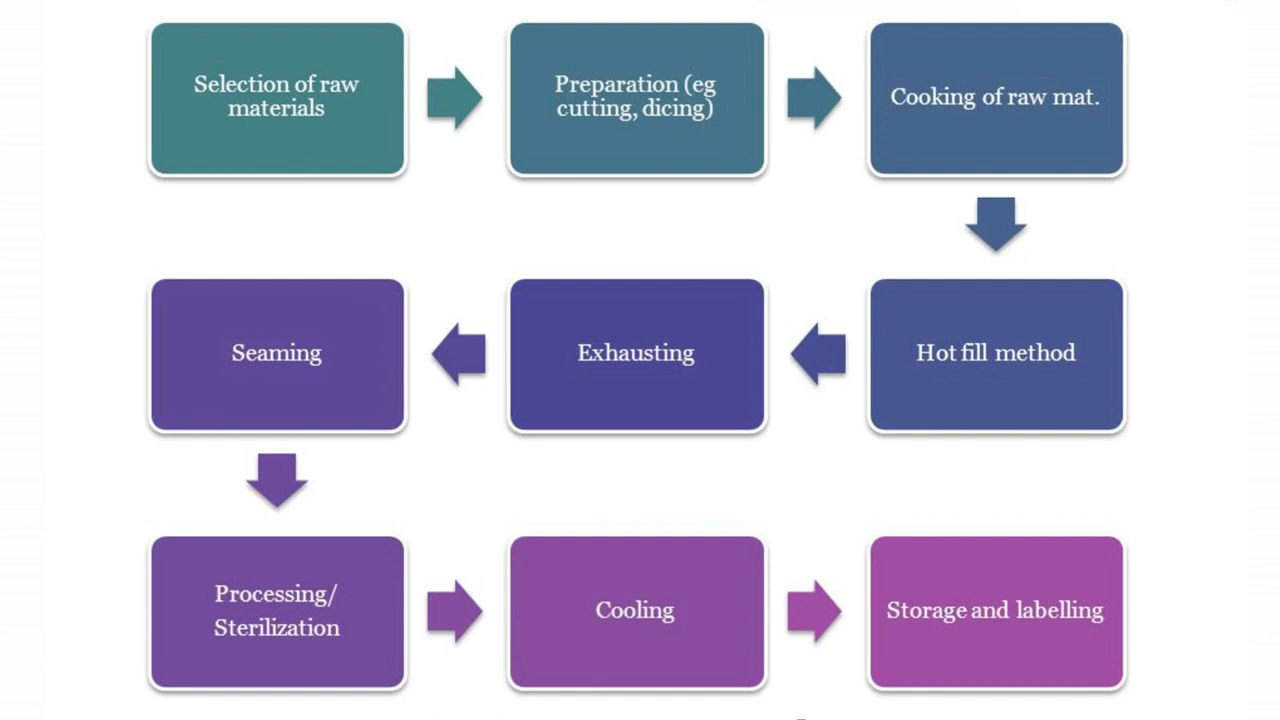 Selection of raw
materials
Preparation (eg
cutting, dicing)
Cooking of raw mat.
Hot fill method
Exhausting
Seaming
Processing/
Sterilization
Cooling
Storage and labelling